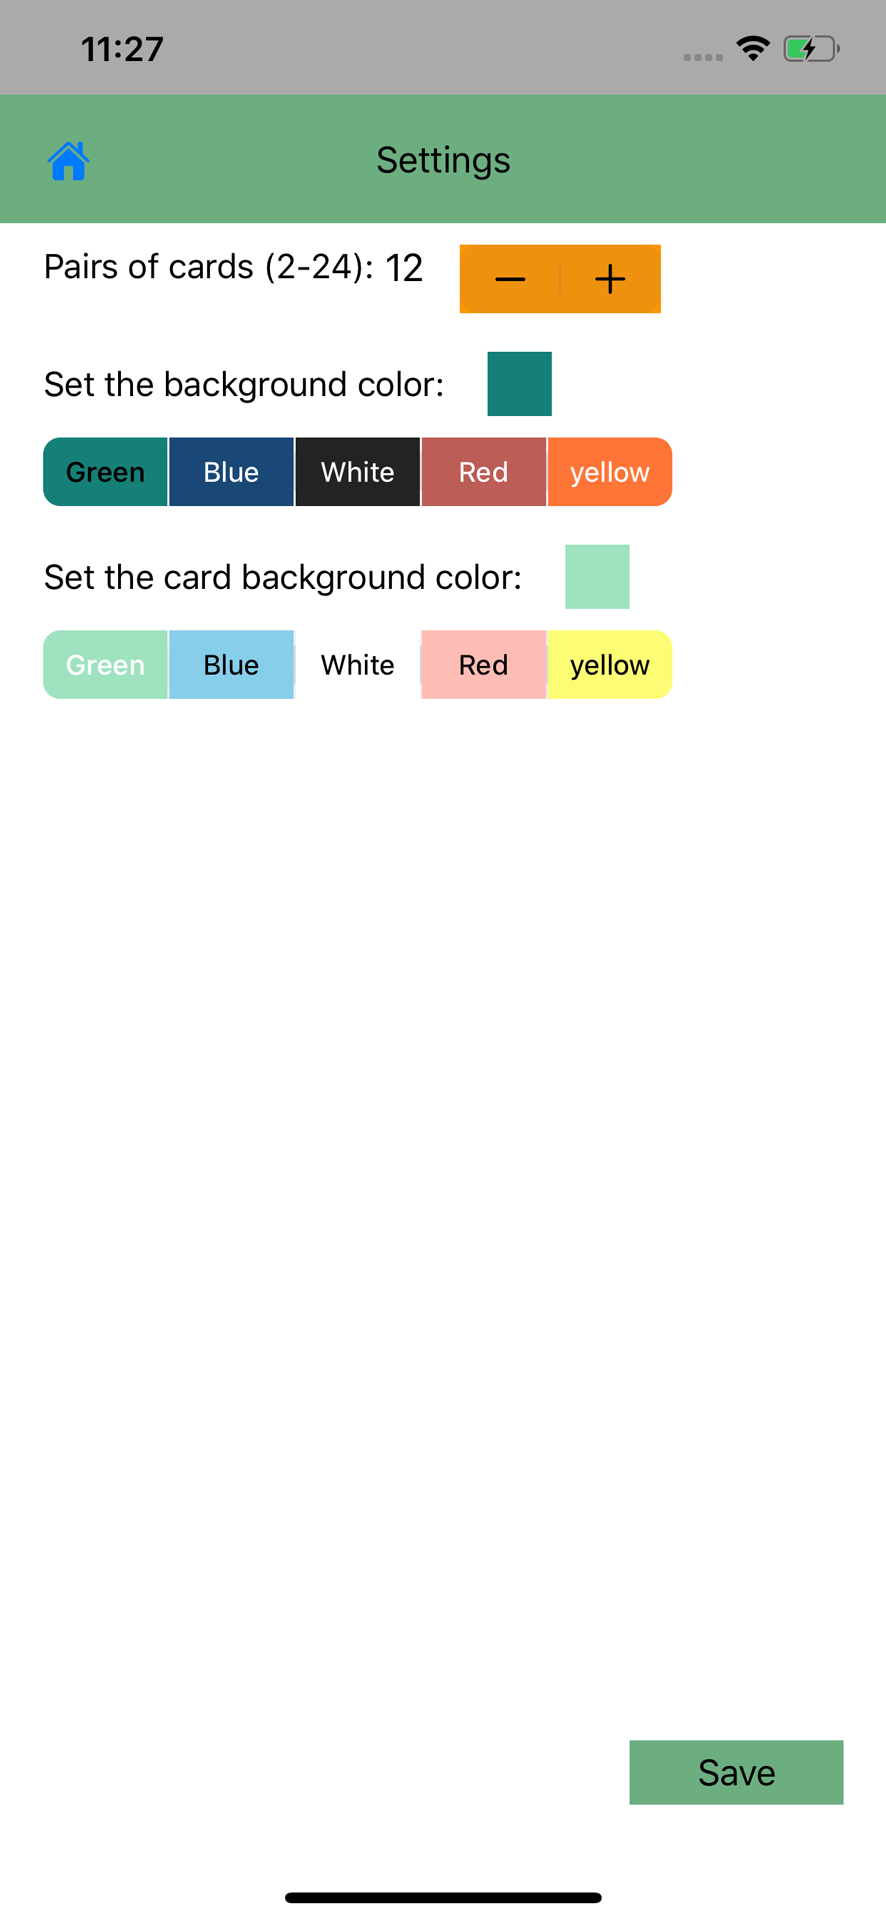 11:27
Settings
Pairs of cards (2-24): 12 − +
Set the background color:
Green Blue White Red yellow
Set the card background color:
Green Blue White Red yellow
Save